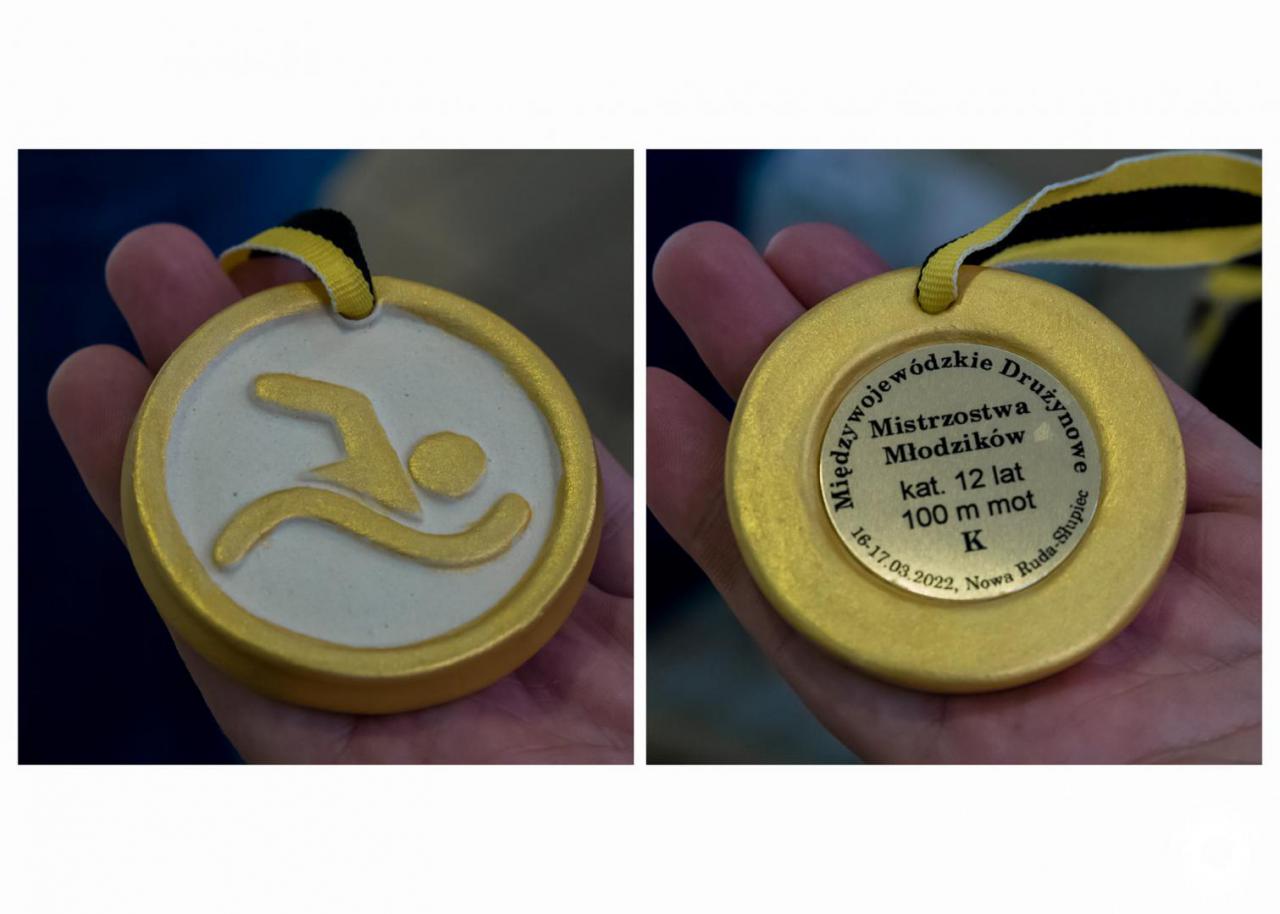 Międzywojewódzkie Drużynowe
Mistrzostwa
Młodzików
kat. 12 lat
100 m mot
K
16-17.03.2022, Nowa Ruda-Słupiec